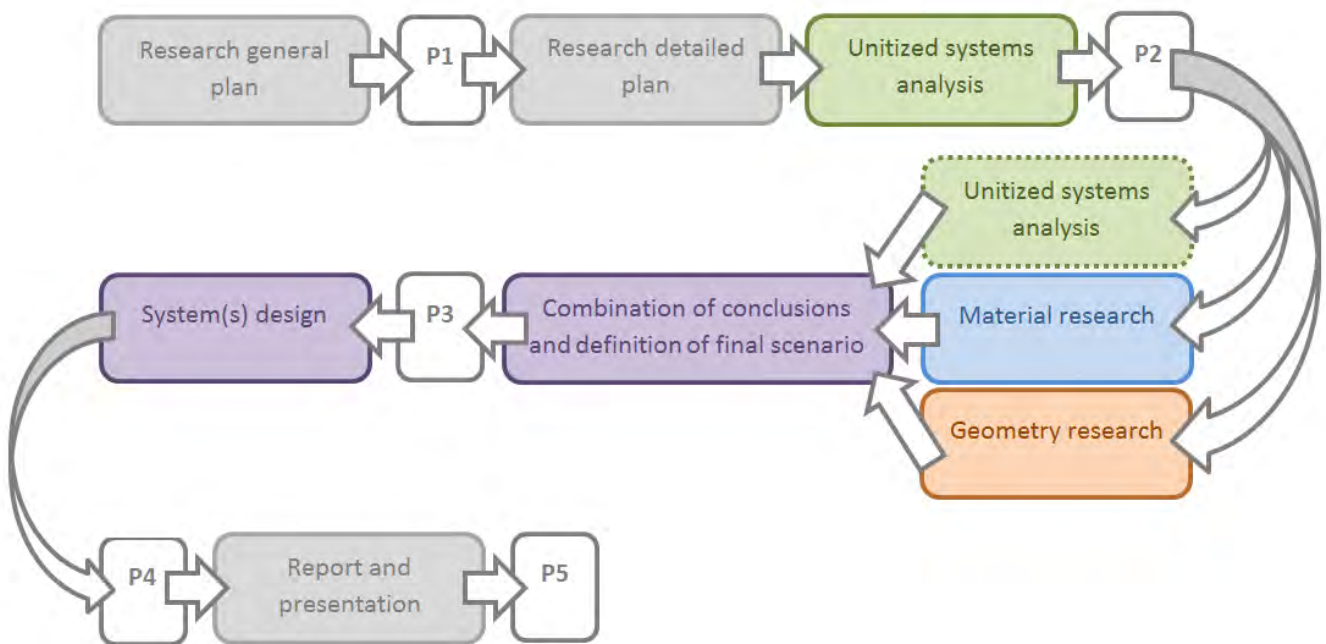 Research general
plan
P1
Research detailed
plan
Unitized systems
analysis
P2
Unitized systems
analysis
Material research
Geometry research
Combination of conclusions
and definition of final scenario
P3
System(s) design
P4
Report and
presentation
P5